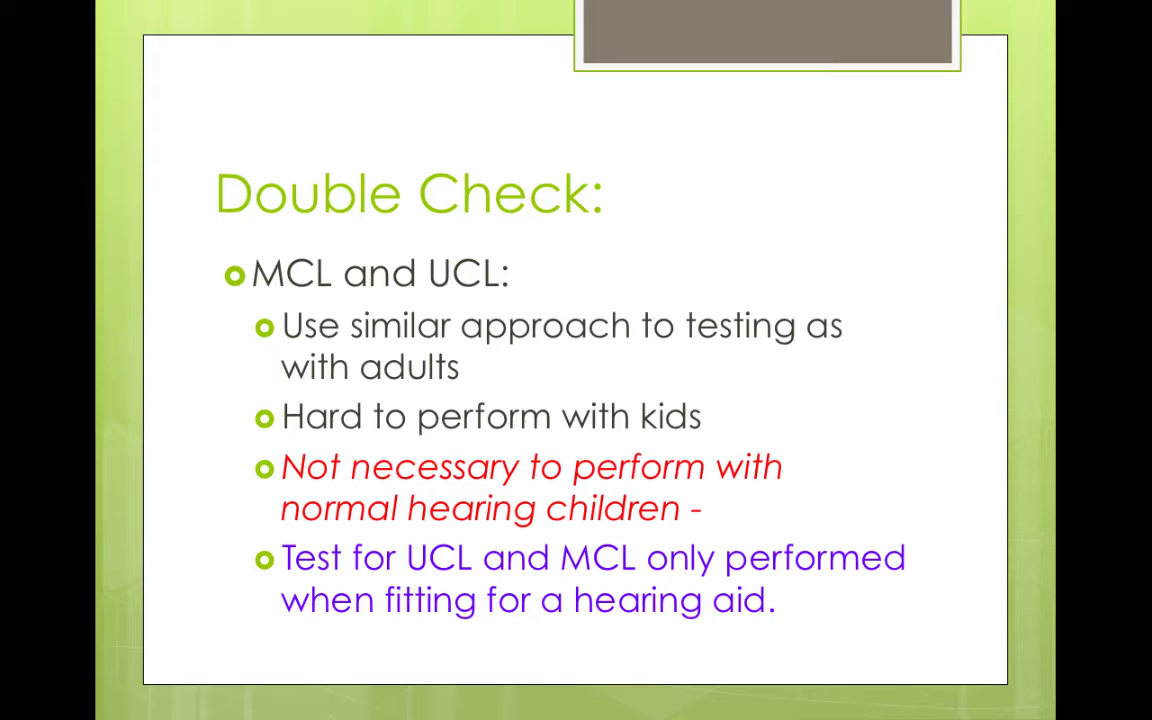 Double Check:
MCL and UCL:
Use similar approach to testing as
with adults
Hard to perform with kids
Not necessary to perform with
normal hearing children -
Test for UCL and MCL only performed
when fitting for a hearing aid.